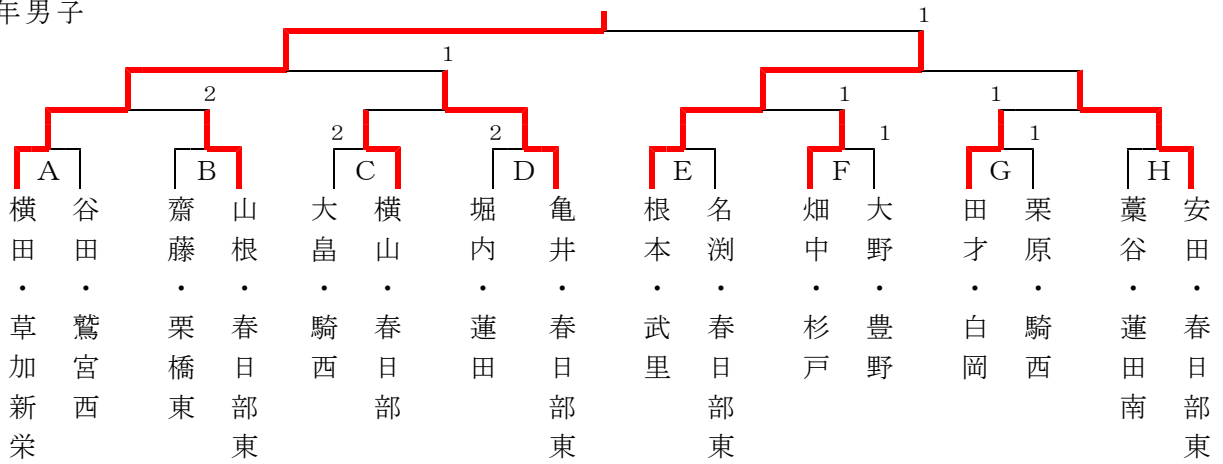 年男子
1
1
2
1
1
2
2
1
1
A
B
C
D
E
F
G
H
横田・草加新栄
谷田・鷲宮西
齋藤・栗橋東
山根・春日部東
大畠・騎西
横山・春日部
堀内・蓮田
亀井・春日部東
根本・武里
名渕・春日部東
畑中・杉戸
大野・豊野
田才・白岡
栗原・騎西
藁谷・蓮田南
安田・春日部東